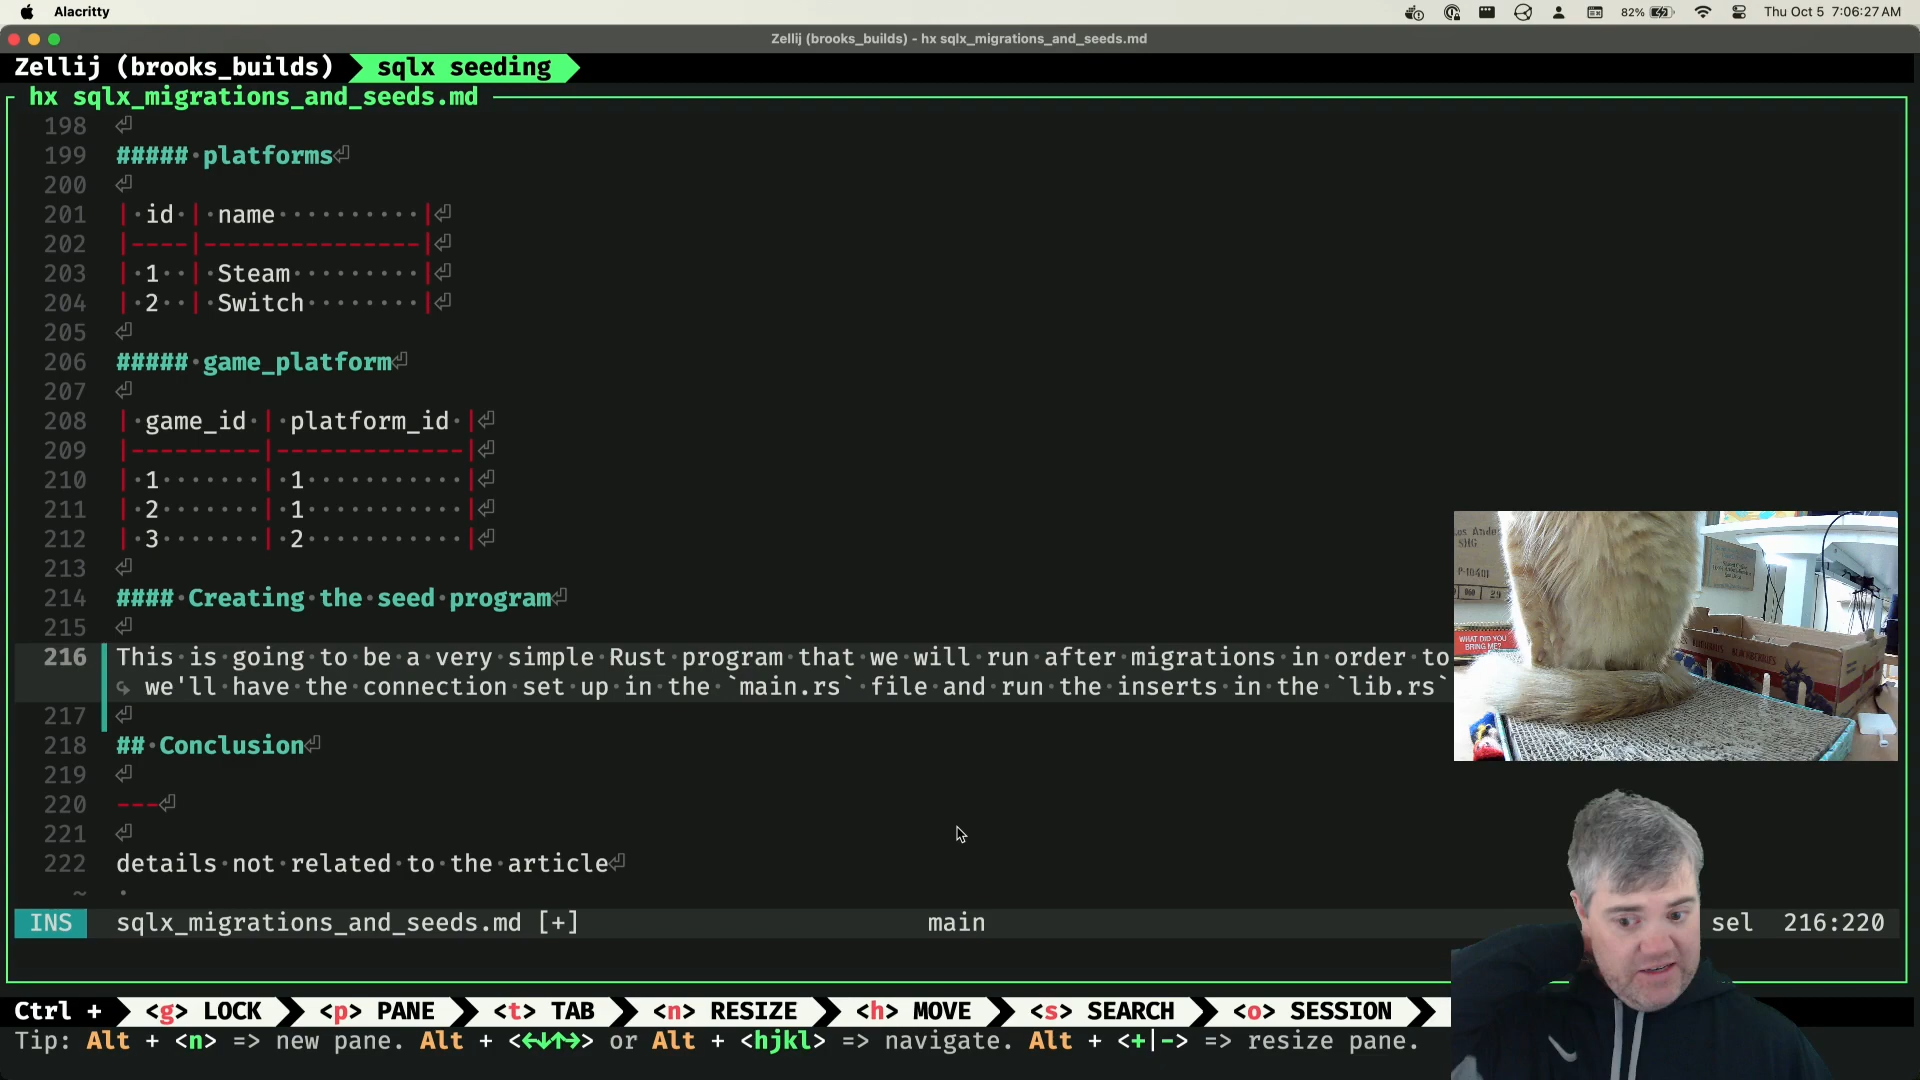 Alacritty
82%
Thu Oct 5 7:06:27 AM
Zellij (brooks_builds) - hx sqlx_migrations_and_seeds.md
Zellij (brooks_builds) sqlx seeding
hx sqlx_migrations_and_seeds.md
198
199 ##### platforms
200
201 | id | name |
202 |----|---------------|
203 | 1 | Steam |
204 | 2 | Switch |
205
206 ##### game_platform
207
208 | game_id | platform_id |
209 |---------|-------------|
210 | 1 | 1 |
211 | 2 | 1 |
212 | 3 | 2 |
213
214 #### Creating the seed program
215
216 This is going to be a very simple Rust program that we will run after migrations in order to
we'll have the connection set up in the `main.rs` file and run the inserts in the `lib.rs`
217
218 ## Conclusion
219
220 ---
221
222 details not related to the article
~
SHG
P-10401
WHAT DID YOU
BRING ME?
INS sqlx_migrations_and_seeds.md [+] main sel 216:220
Ctrl + <g> LOCK <p> PANE <t> TAB <n> RESIZE <h> MOVE <s> SEARCH <o> SESSION
Tip: Alt + <n> => new pane. Alt + <←↓↑→> or Alt + <hjkl> => navigate. Alt + <+|-> => resize pane.